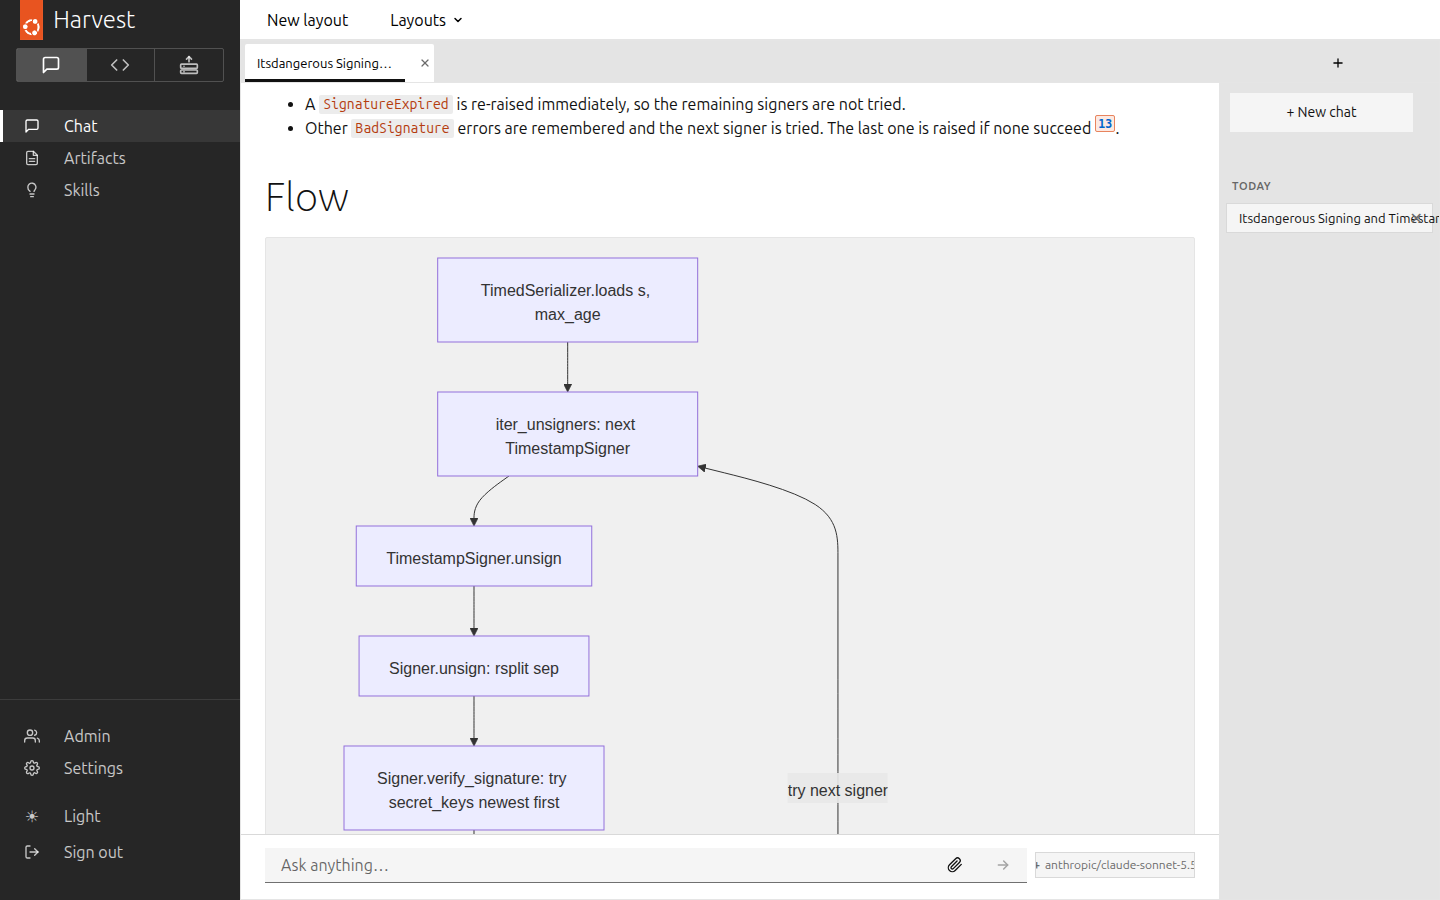 Harvest
New layout
Layouts
Itsdangerous Signing...
+ New chat
Chat
Artifacts
Skills
A SignatureExpired is re-raised immediately, so the remaining signers are not tried.
Other BadSignature errors are remembered and the next signer is tried. The last one is raised if none succeed 13.
TODAY
Itsdangerous Signing and Timestar
Flow
TimedSerializer.loads s,
max_age
iter_unsigners: next
TimestampSigner
TimestampSigner.unsign
Signer.unsign: rsplit sep
Signer.verify_signature: try
secret_keys newest first
try next signer
Admin
Settings
Light
Sign out
Ask anything...
anthropic/claude-sonnet-5.5